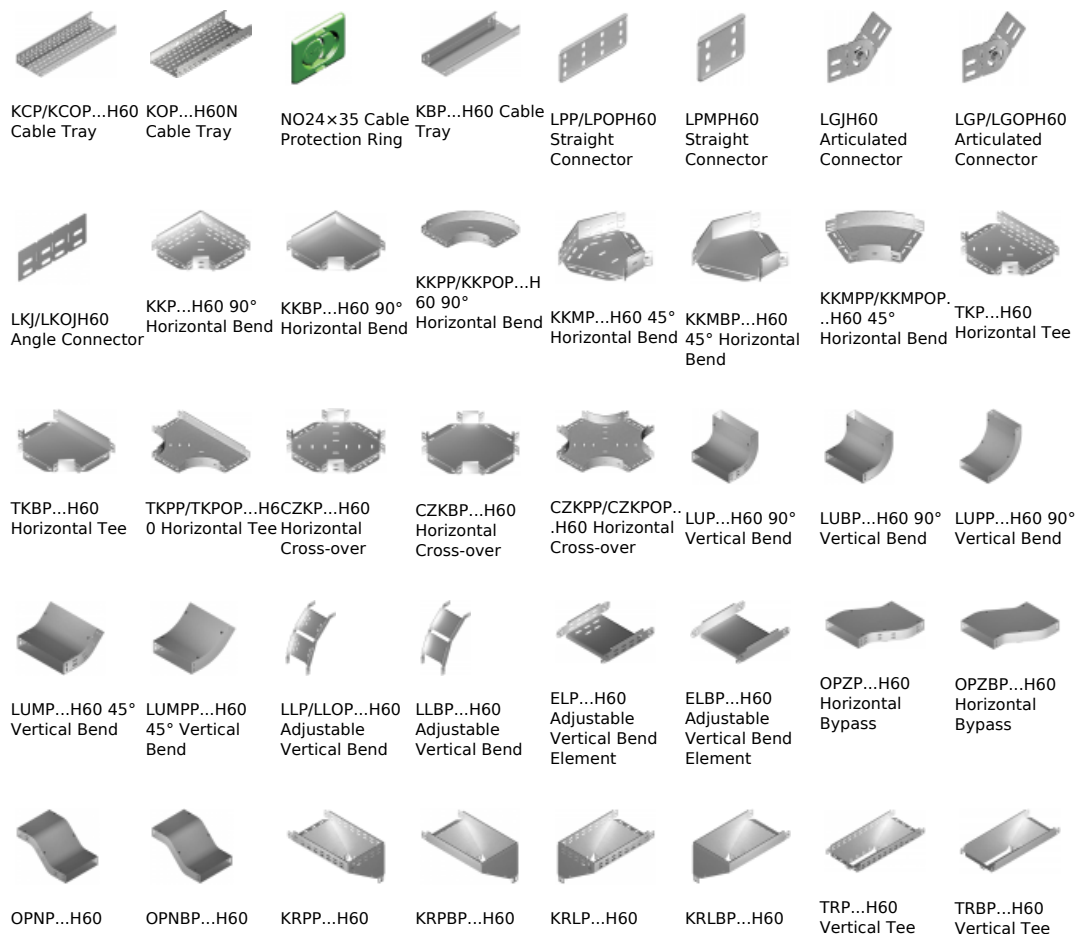 KCP/KCOP...H60
Cable Tray
KOP...H60N
Cable Tray
NO24×35 Cable
Protection Ring
KBP...H60 Cable
Tray
LPP/LPOPH60
Straight
Connector
LPMPH60
Straight
Connector
LGJH60
Articulated
Connector
LGP/LGOPH60
Articulated
Connector
LKJ/LKOJH60
Angle Connector
KKP...H60 90°
Horizontal Bend
KKBP...H60 90°
Horizontal Bend
KKPP/KKPOP...H
60 90°
Horizontal Bend
KKMP...H60 45°
Horizontal Bend
KKMBP...H60
45° Horizontal
Bend
KKMPP/KKMPOP.
..H60 45°
Horizontal Bend
TKP...H60
Horizontal Tee
TKBP...H60
Horizontal Tee
TKPP/TKPOP...H6
0 Horizontal Tee
CZKP...H60
Horizontal
Cross-over
CZKBP...H60
Horizontal
Cross-over
CZKPP/CZKPOP..
.H60 Horizontal
Cross-over
LUP...H60 90°
Vertical Bend
LUBP...H60 90°
Vertical Bend
LUPP...H60 90°
Vertical Bend
LUMP...H60 45°
Vertical Bend
LUMPP...H60
45° Vertical
Bend
LLP/LLOP...H60
Adjustable
Vertical Bend
LLBP...H60
Adjustable
Vertical Bend
ELP...H60
Adjustable
Vertical Bend
Element
ELBP...H60
Adjustable
Vertical Bend
Element
OPZP...H60
Horizontal
Bypass
OPZBP...H60
Horizontal
Bypass
OPNP...H60
OPNBP...H60
KRPP...H60
KRPBP...H60
KRLP...H60
KRLBP...H60
TRP...H60
Vertical Tee
TRBP...H60
Vertical Tee